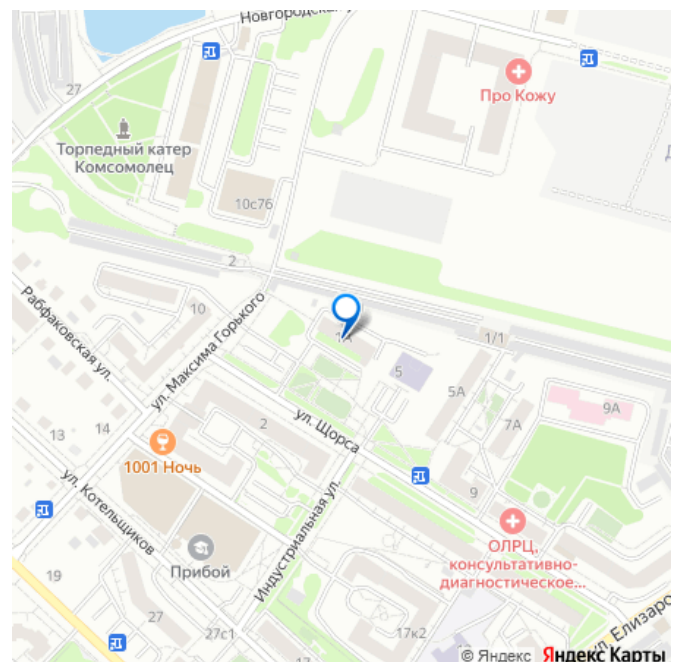 Новгородская у
27
Про Кожу
Торпедный катер
Комсомолец
10с7б
2
10
Рабфаковская ул.
ул. Максима Горького
1А
1/1
5
5А
9А
7А
13
14
2
ул. Щорса
1001 Ночь
ул. Котельщиков
9
Индустриальная ул.
ОЛРЦ,
консультативно-
диагностическое...
Прибой
19
27
27с1
17к2
ул. Елизаро
© Яндекс Яндекс Карты